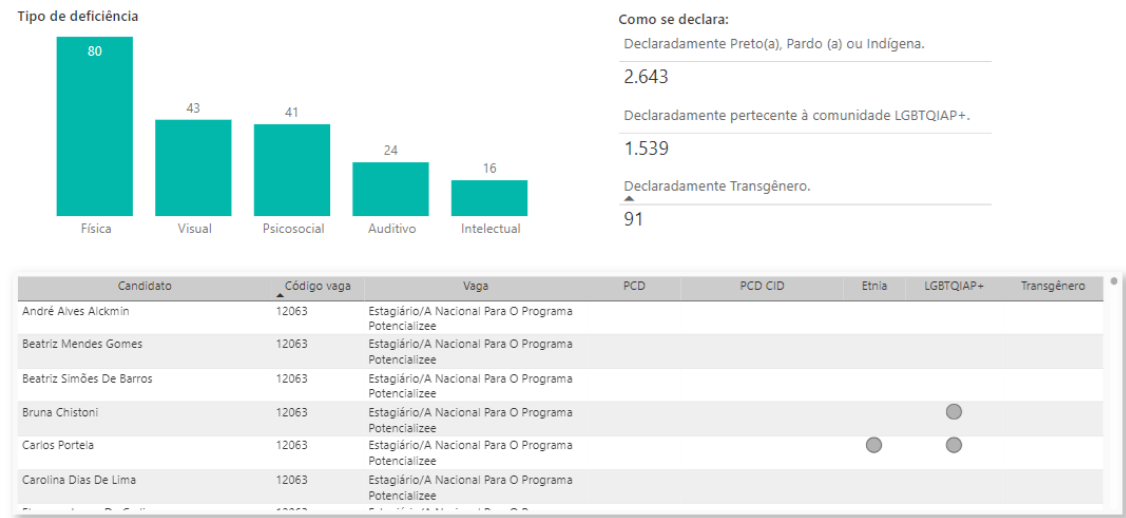 Tipo de deficiência
80
43
41
24
16
Física
Visual
Psicosocial
Auditivo
Intelectual
Como se declara:
Declaradamente Preto(a), Pardo (a) ou Indígena.
2.643
Declaradamente pertecente à comunidade LGBTQIAP+.
1.539
Declaradamente Transgênero.
91
Candidato Código vaga Vaga PCD PCD CID Etnia LGBTQIAP+ Transgênero
André Alves Alckmin 12063 Estagiário/A Nacional Para O Programa
Potencializee
Beatriz Mendes Gomes 12063 Estagiário/A Nacional Para O Programa
Potencializee
Beatriz Simões De Barros 12063 Estagiário/A Nacional Para O Programa
Potencializee
Bruna Chistoni 12063 Estagiário/A Nacional Para O Programa
Potencializee
Carlos Portela 12063 Estagiário/A Nacional Para O Programa
Potencializee
Carolina Dias De Lima 12063 Estagiário/A Nacional Para O Programa
Potencializee